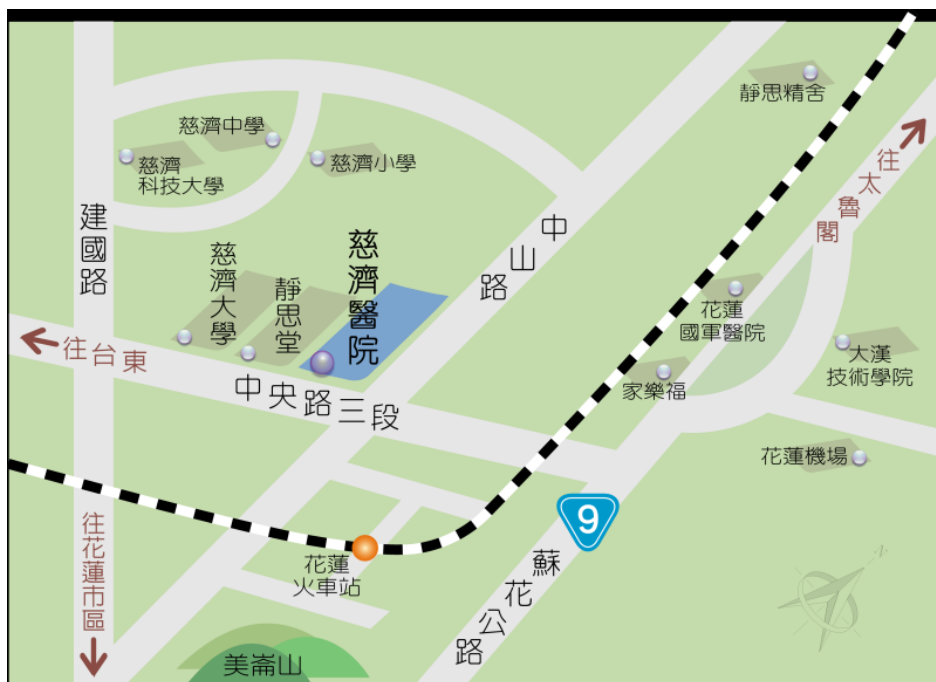 靜思精舍
慈濟中學
慈濟
科技大學
慈濟小學
往太魯閣
建國路
中山路
慈濟大學
靜思堂
慈濟醫院
花蓮
國軍醫院
往台東
大漢
技術學院
家樂福
中央路三段
花蓮機場
9
往花蓮市區
花蓮
火車站
蘇花公路
美崙山